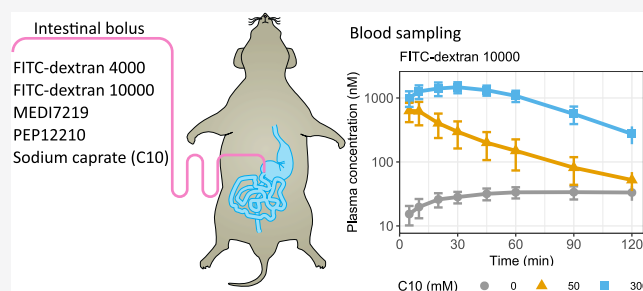 Intestinal bolus
FITC-dextran 4000
FITC-dextran 10000
MEDI7219
PEP12210
Sodium caprate (C10)
Blood sampling
FITC-dextran 10000
Plasma concentration (nM)
1000
100
10
0 30 60 90 120
Time (min)
C10 (mM) 0 50 30